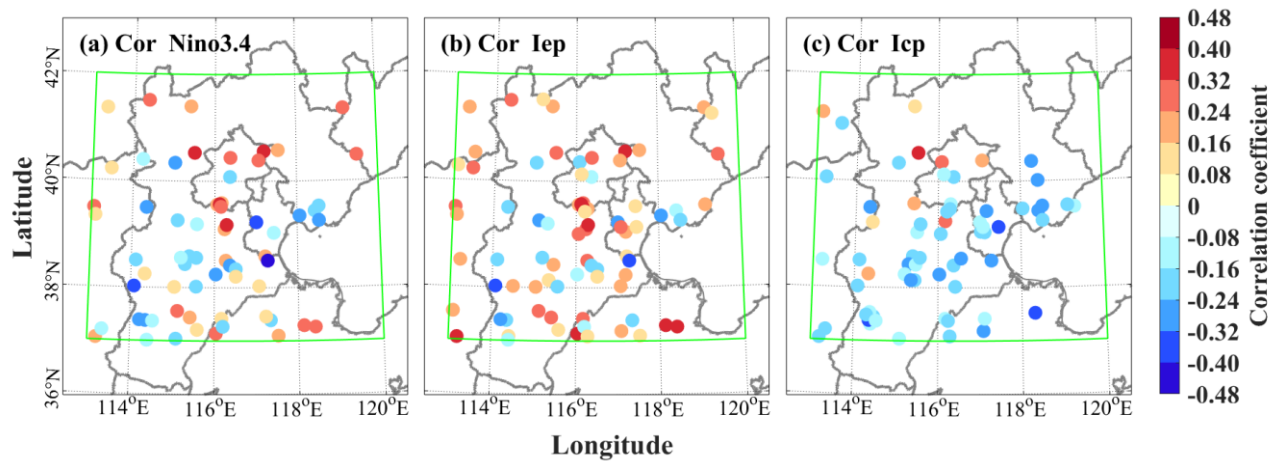 (a) Cor Nino3.4
(b) Cor Iep
(c) Cor Icp
42°N
40°N
38°N
36°N
Latitude
114°E 116°E 118°E 120°E
114°E 116°E 118°E 120°E
114°E 116°E 118°E 120°E
Longitude
0.48
0.40
0.32
0.24
0.16
0.08
0
-0.08
-0.16
-0.24
-0.32
-0.40
-0.48
Correlation coefficient